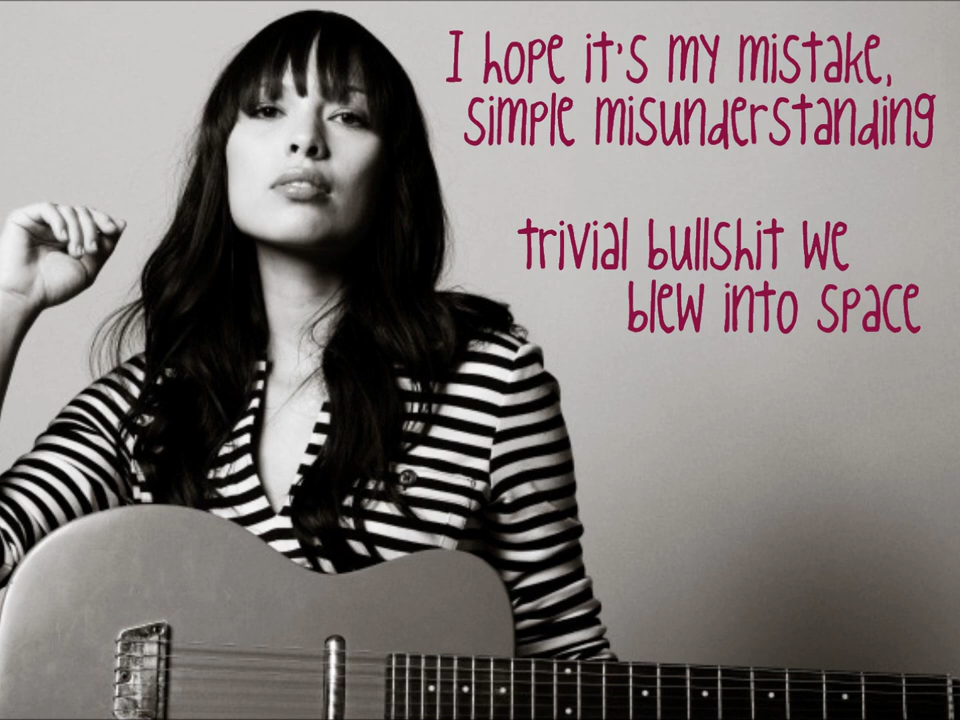 I hope it's my mistake,
simple misunderstanding
trivial bullshit we
blew into space